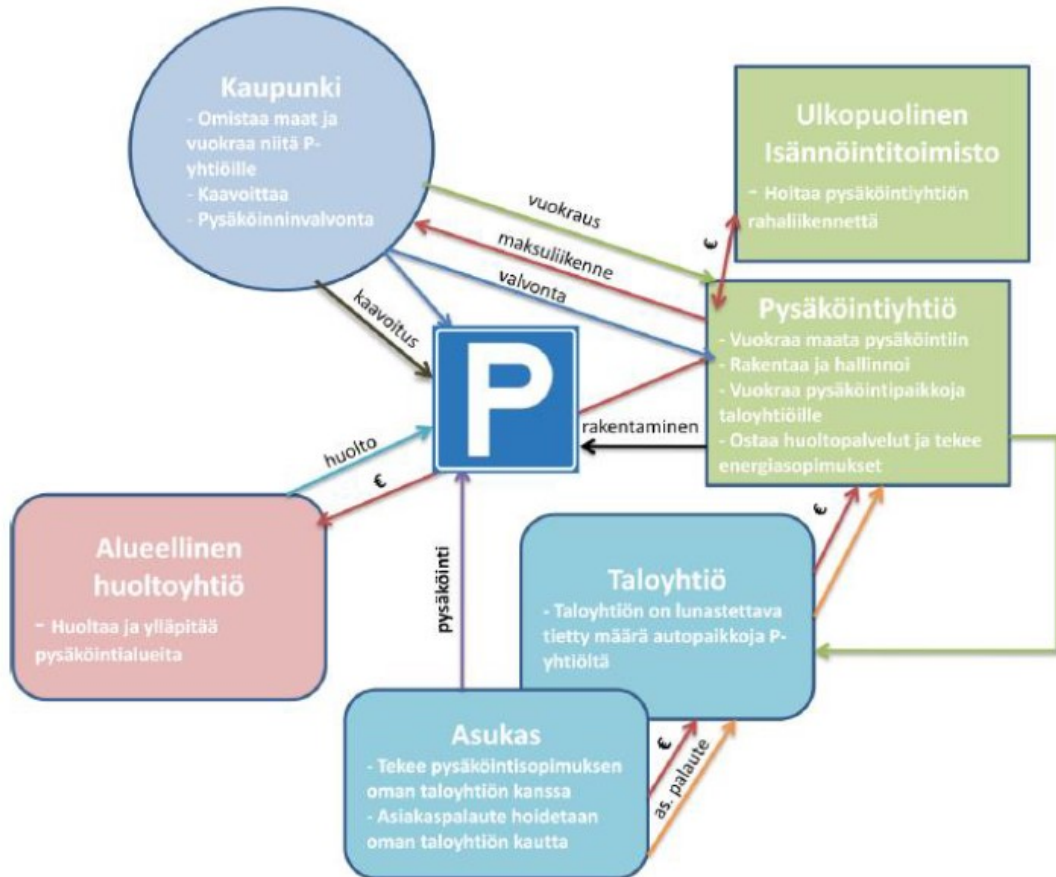 Kaupunki
- Omistaa maat ja
vuokraa niitä P-
yhtiöille
- Kaavoittaa
- Pysäköinninvalvonta
Ulkopuolinen
Isännöintitoimisto
- Hoitaa pysäköintiyhtiön
rahaliikennettä
vuokraus
maksuliikenne
valvonta
kaavoitus
€
Pysäköintiyhtiö
- Vuokraa maata pysäköintiin
- Rakentaa ja hallinnoi
- Vuokraa pysäköintipaikkoja
taloyhtiöille
- Ostaa huoltopalvelut ja tekee
energiasopimukset
P
rakentaminen
huolto
€
€
Alueellinen
huoltoyhtiö
- Huoltaa ja ylläpitää
pysäköintialueita
pysäköinti
Taloyhtiö
- Taloyhtiön on lunastettava
tietty määrä autopaikkoja P-
yhtiöltä
Asukas
- Tekee pysäköintisopimuksen
oman taloyhtiön kanssa
- Asiakaspalaute hoidetaan
oman taloyhtiön kautta
€
as. palaute